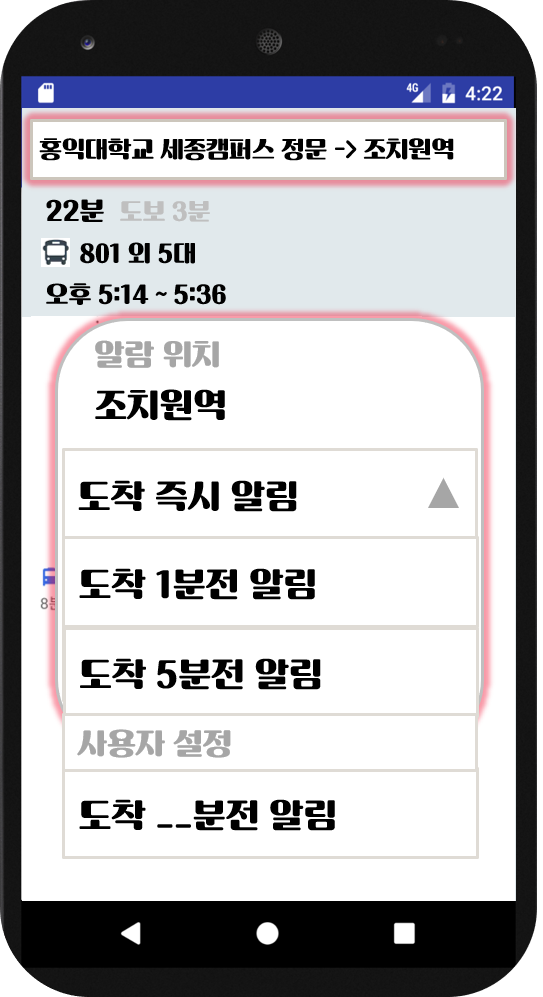 4G 4:22
홍익대학교 세종캠퍼스 정문 -> 조치원역
22분 도보 3분
801 외 5대
오후 5:14 ~ 5:36
알람 위치
조치원역
도착 즉시 알림
도착 1분전 알림
8분
도착 5분전 알림
사용자 설정
도착 __분전 알림